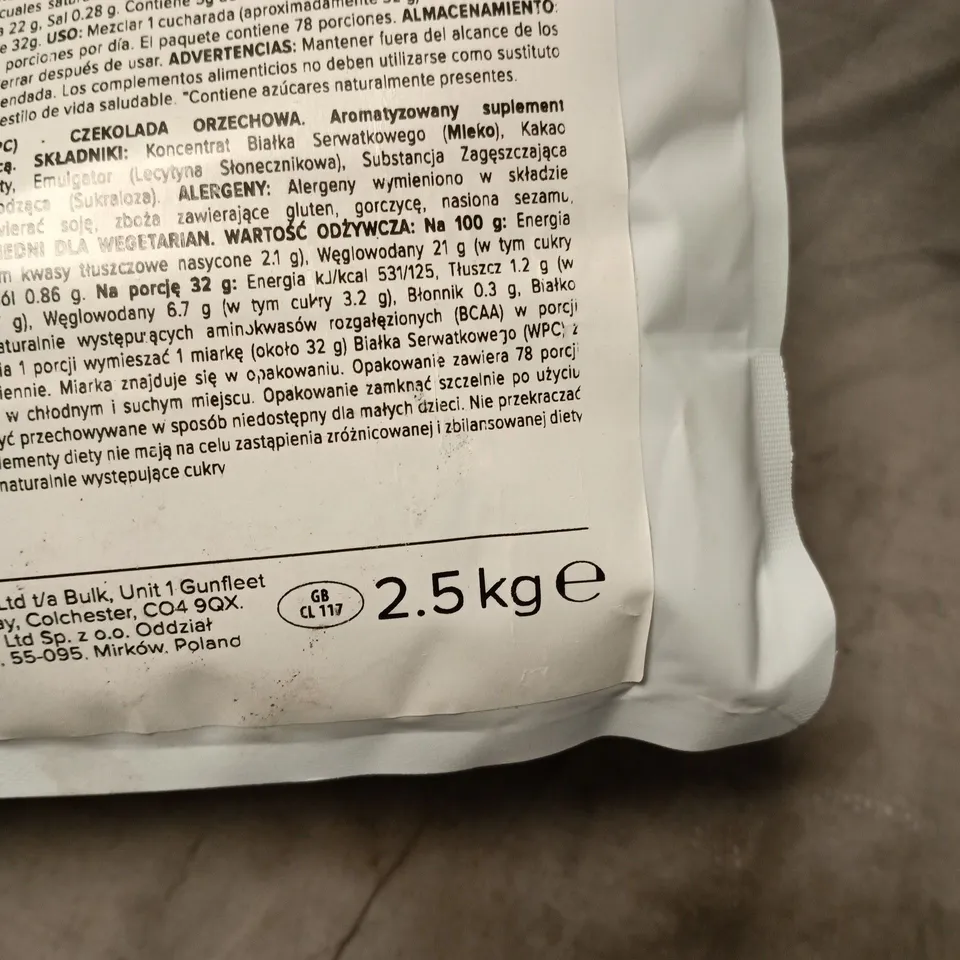 22 g, Sal 0.28 g. Contiene
e 32g. USO: Mezclar 1 cucharada (aproximadamente
porciones por día. El paquete contiene 78 porciones. ALMACENAMIENTO:
errar después de usar. ADVERTENCIAS: Mantener fuera del alcance de los
endada. Los complementos alimenticios no deben utilizarse como sustituto
estilo de vida saludable. *Contiene azúcares naturalmente presentes.
PC) . CZEKOLADA ORZECHOWA. Aromatyzowany suplement
cą. SKŁADNIKI: Koncentrat Białka Serwatkowego (Mleko), Kakao
ty, Emulgator (Lecytyna Słonecznikowa), Substancja Zagęszczająca
odząca (Sukraloza). ALERGENY: Alergeny wymieniono w składzie
wierać soję, zboża zawierające gluten, gorczycę, nasiona sezamu,
IEDNI DLA WEGETARIAN. WARTOŚĆ ODŻYWCZA: Na 100 g: Energia
m kwasy tłuszczowe nasycone 2.1 g), Węglowodany 21 g (w tym cukry
ól 0.86 g. Na porcję 32 g: Energia kJ/kcal 531/125, Tłuszcz 1.2 g (w
g), Węglowodany 6.7 g (w tym cukry 3.2 g), Błonnik 0.3 g, Białko
aturalnie występujących aminokwasów rozgałęzionych (BCAA) w porcji
ia 1 porcji wymieszać 1 miarkę (około 32 g) Białka Serwatkowego (WPC) z
iennie. Miarka znajduje się w opakowaniu. Opakowanie zawiera 78 porcji
w chłodnym i suchym miejscu. Opakowanie zamknąć szczelnie po użyciu
yć przechowywane w sposób niedostępny dla małych dzieci. Nie przekraczać
lementy diety nie mają na celu zastąpienia zróżnicowanej i zbilansowanej diety
naturalnie występujące cukry
Ltd t/a Bulk, Unit 1 Gunfleet
ay, Colchester, CO4 9QX.
Ltd Sp. z o.o. Oddział
. 55-095. Mirków. Poland
GB
CL 117
2.5 kg e